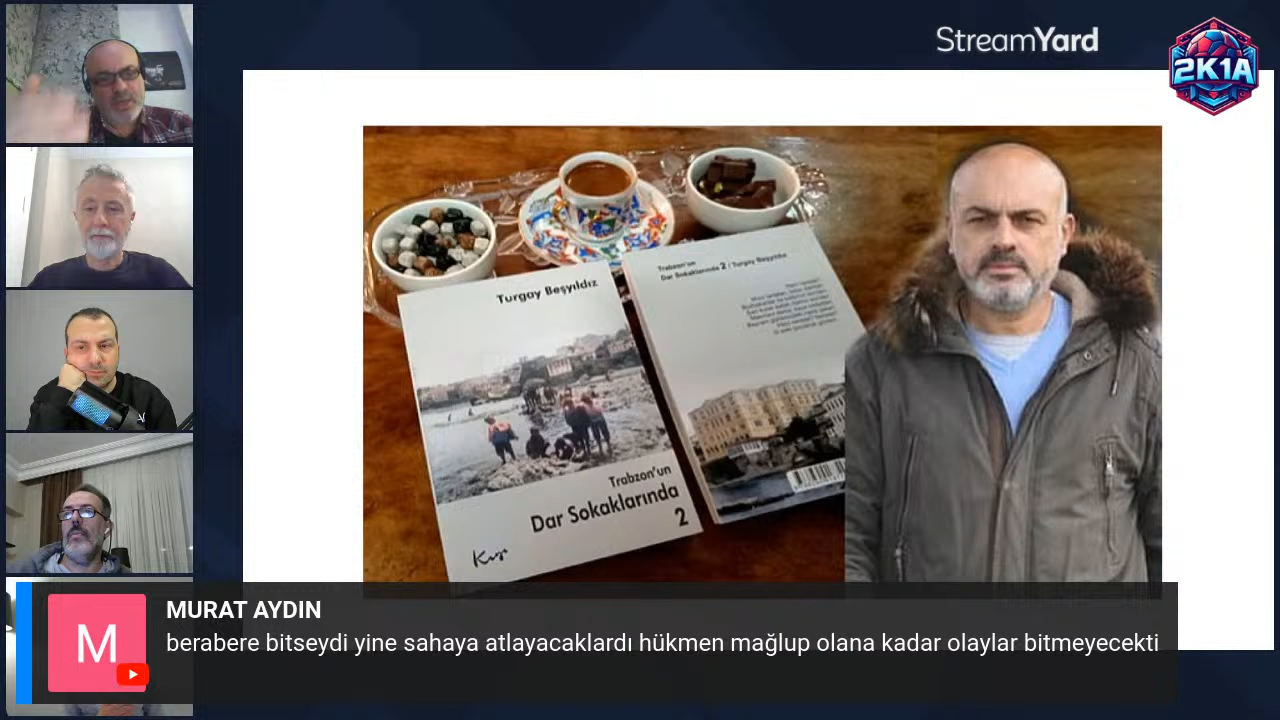 StreamYard
2K1A
Turgay Beşyıldız
Trabzon'un
Dar Sokaklarında
2
Trabzon'un
Dar Sokaklarında 2 / Turgay Beşyıldız
M
MURAT AYDIN
berabere bitseydi yine sahaya atlayacaklardı hükmen mağlup olana kadar olaylar bitmeyecekti